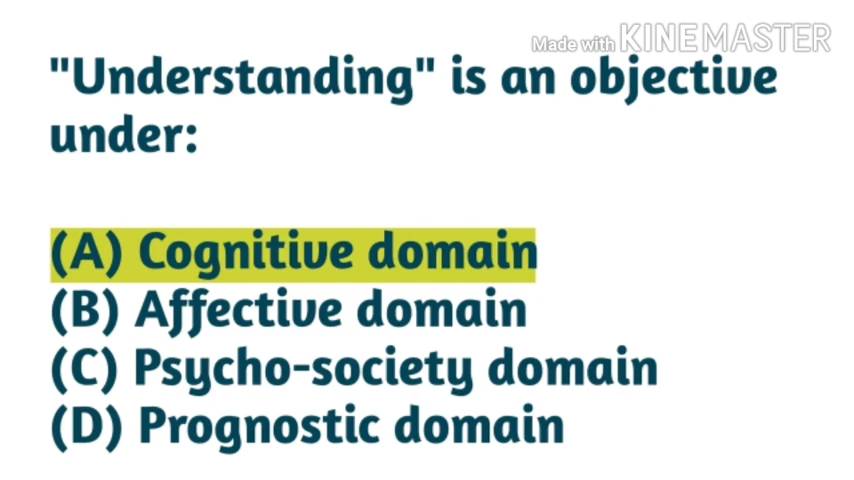 Made with KINEMASTER
"Understanding" is an objective
under:
(A) Cognitive domain
(B) Affective domain
(C) Psycho-society domain
(D) Prognostic domain